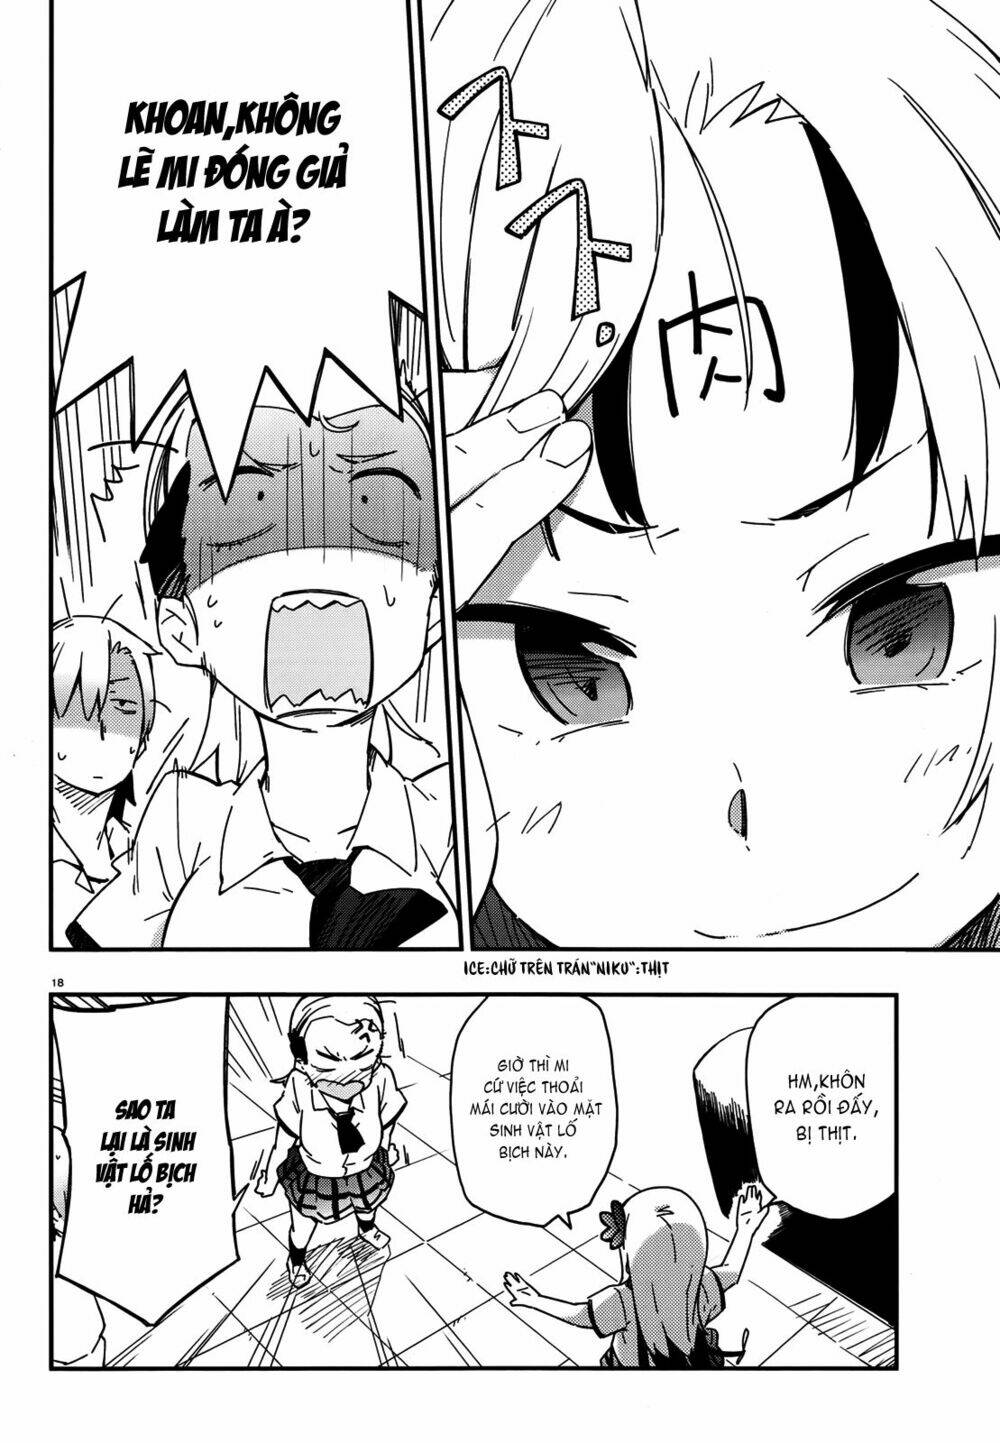 ス
ス
肉
KHOAN,KHÔNG
LẼ MI ĐÓNG GIẢ
LÀM TA À?
ICE:CHỮ TRÊN TRÁN“NIKU“:THỊT
18
HM,KHÔN
RA RỒI ĐẤY,
BỊ THỊT.
GIỜ THÌ MI
CỨ VIỆC THOẢI
MÁI CƯỜI VÀO MẶT
SINH VẬT LỐ
BỊCH NÀY.
SAO TA
LẠI LÀ SINH
VẬT LỐ BỊCH
HẢ?